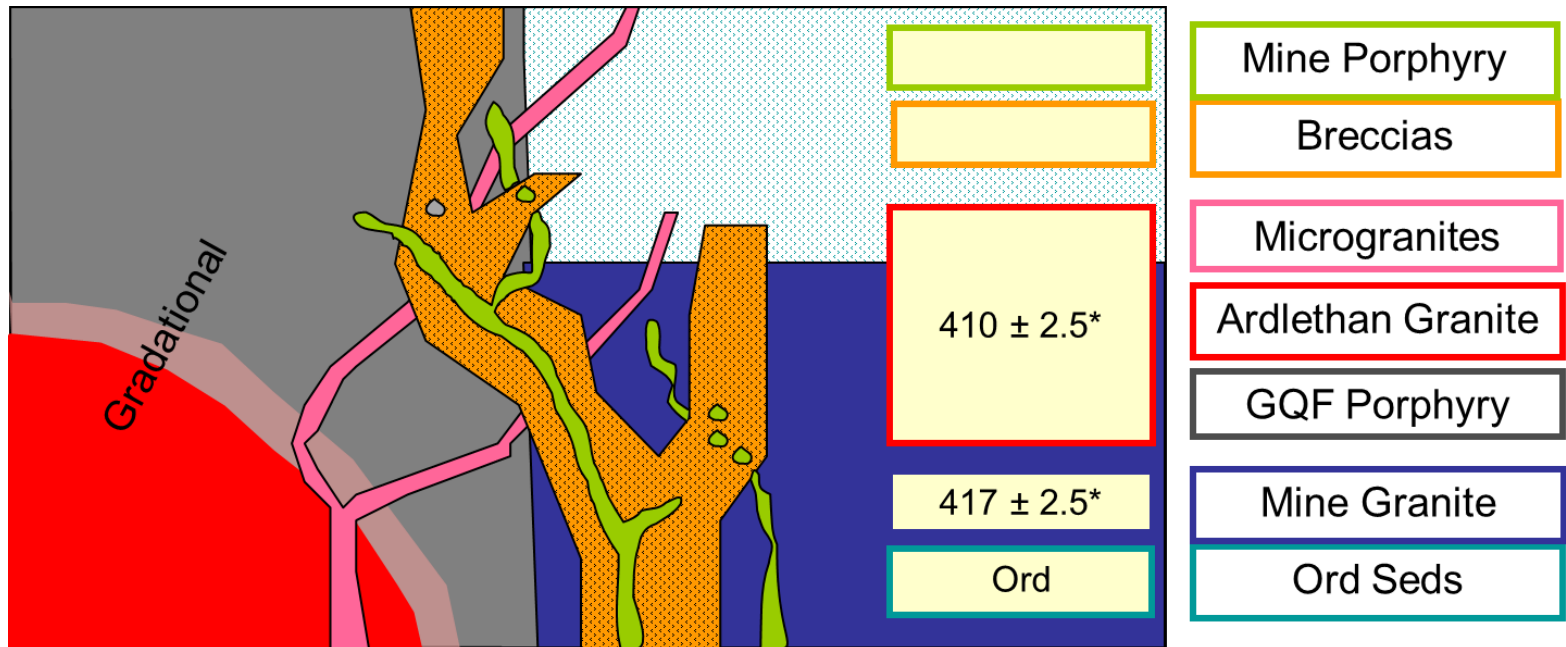 Mine Porphyry
Breccias
Microgranites
Ardlethan Granite
410 ± 2.5*
GQF Porphyry
Gradational
417 ± 2.5*
Mine Granite
Ord
Ord Seds